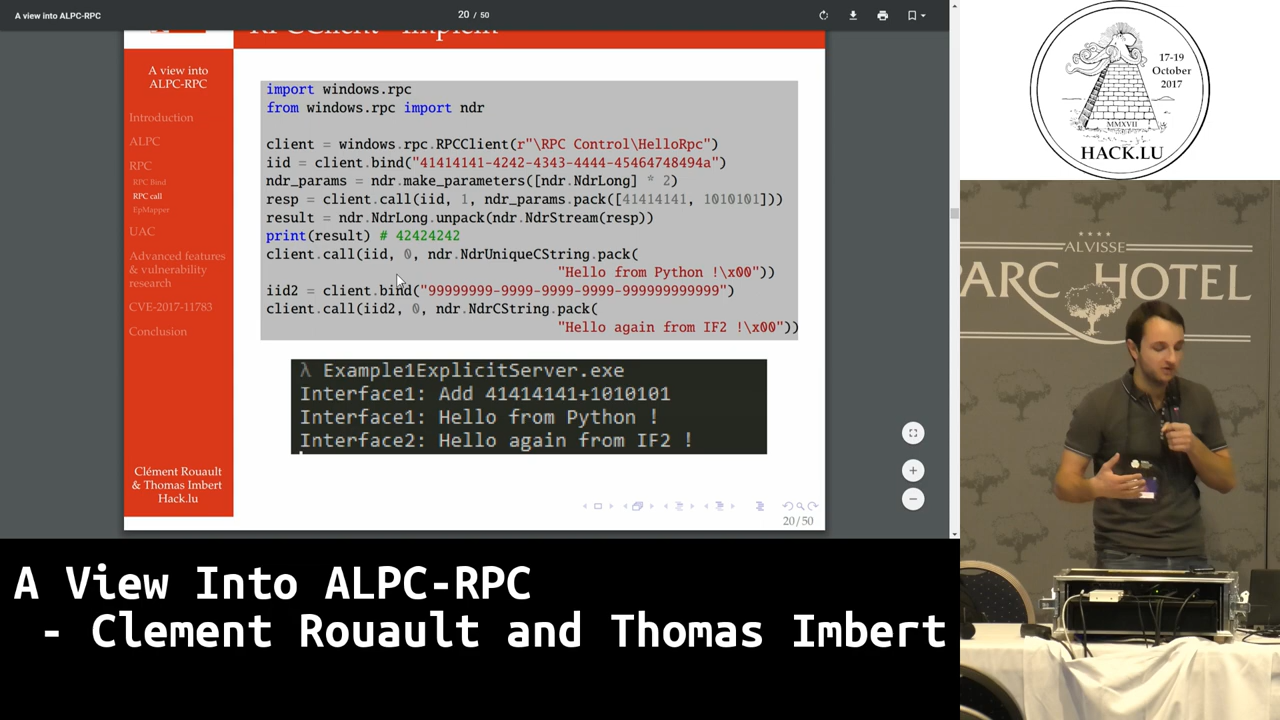 A view into ALPC-RPC
20 / 50
RPCClient - Implem
A view into
ALPC-RPC
Introduction
ALPC
RPC
RPC Bind
RPC call
EpMapper
UAC
Advanced features
& vulnerability
research
CVE-2017-11783
Conclusion
Clément Rouault
& Thomas Imbert
Hack.lu
import windows.rpc
from windows.rpc import ndr
client = windows.rpc.RPCClient(r"\RPC Control\HelloRpc")
iid = client.bind("41414141-4242-4343-4444-45464748494a")
ndr_params = ndr.make_parameters([ndr.NdrLong] * 2)
resp = client.call(iid, 1, ndr_params.pack([41414141, 1010101]))
result = ndr.NdrLong.unpack(ndr.NdrStream(resp))
print(result) # 42424242
client.call(iid, 0, ndr.NdrUniqueCString.pack(
"Hello from Python !\x00"))
iid2 = client.bind("99999999-9999-9999-9999-999999999999")
client.call(iid2, 0, ndr.NdrCString.pack(
"Hello again from IF2 !\x00"))
λ Example1ExplicitServer.exe
Interface1: Add 41414141+1010101
Interface1: Hello from Python !
Interface2: Hello again from IF2 !
20/50
17-19
October
2017
MMXVII
HACK.LU
ALVISSE
PARC HOTEL
A View Into ALPC-RPC
- Clement Rouault and Thomas Imbert